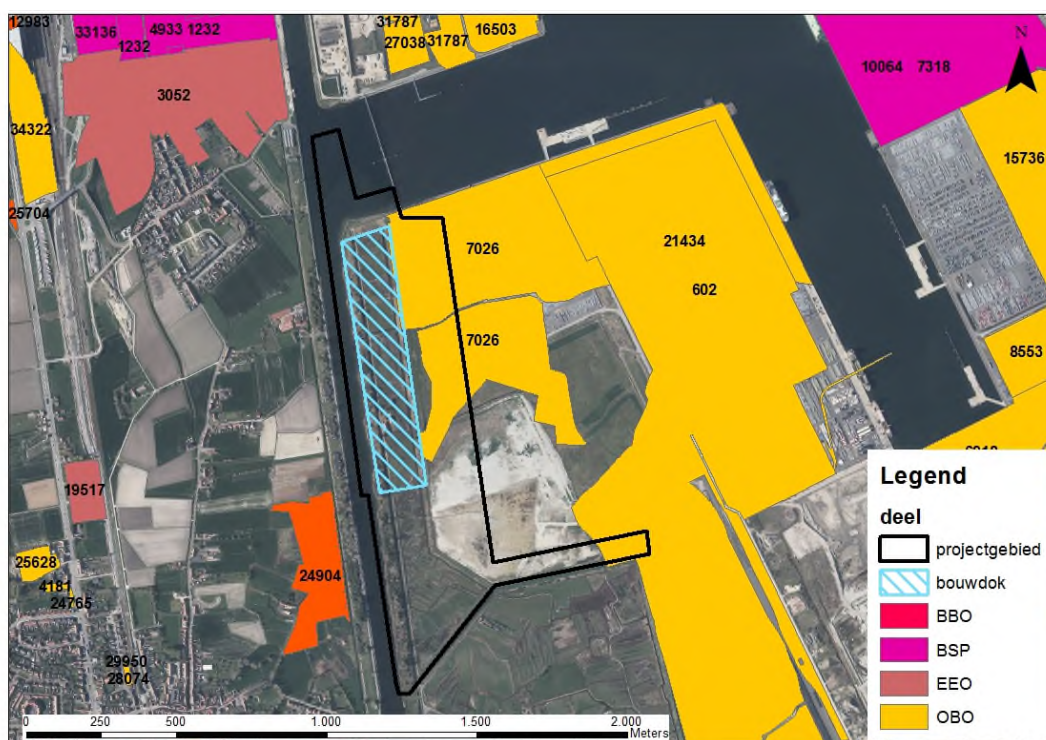 12983
33136
4933 1232
1232
31787
27038
31787
16503
N
10064 7318
3052
34322
15736
25704
7026
21434
602
7026
8553
19517
24904
25628
4181
24765
29950
28074
Legend
deel
projectgebied
bouwdok
BBO
BSP
EEO
OBO
0 250 500 1.000 1.500 2.000
Meters